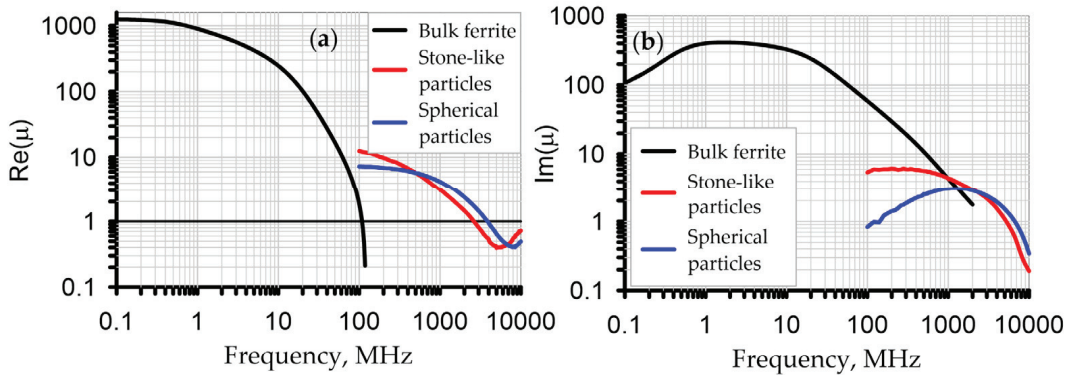 (a)
Bulk ferrite
Stone-like
particles
Spherical
particles
Re(μ)
1000
100
10
1
0.1
0.1 1 10 100 1000 10000
Frequency, MHz
(b)
Bulk ferrite
Stone-like
particles
Spherical
particles
Im(μ)
1000
100
10
1
0.1
0.1 1 10 100 1000 10000
Frequency, MHz